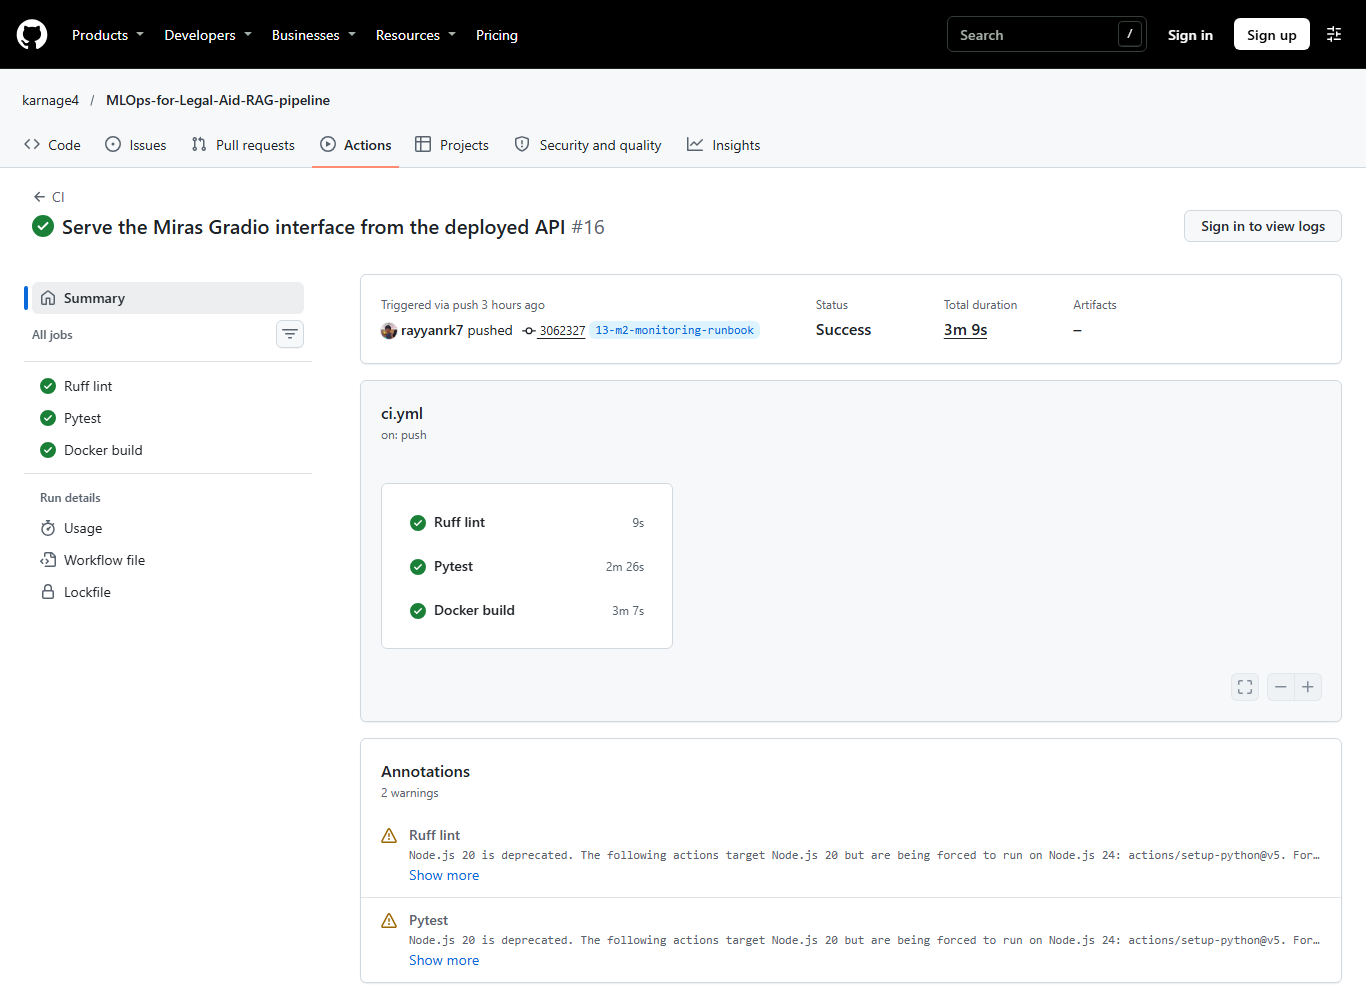 Products
Developers
Businesses
Resources
Pricing
Search
/
Sign in
Sign up
karnage4 / MLOps-for-Legal-Aid-RAG-pipeline
Code
Issues
Pull requests
Actions
Projects
Security and quality
Insights
← CI
Serve the Miras Gradio interface from the deployed API #16
Sign in to view logs
Summary
All jobs
Ruff lint
Pytest
Docker build
Run details
Usage
Workflow file
Lockfile
Triggered via push 3 hours ago
rayyanrk7 pushed 3062327 13-m2-monitoring-runbook
Status
Success
Total duration
3m 9s
Artifacts
–
ci.yml
on: push
Ruff lint 9s
Pytest 2m 26s
Docker build 3m 7s
Annotations
2 warnings
Ruff lint
Node.js 20 is deprecated. The following actions target Node.js 20 but are being forced to run on Node.js 24: actions/setup-python@v5. For…
Show more
Pytest
Node.js 20 is deprecated. The following actions target Node.js 20 but are being forced to run on Node.js 24: actions/setup-python@v5. For…
Show more